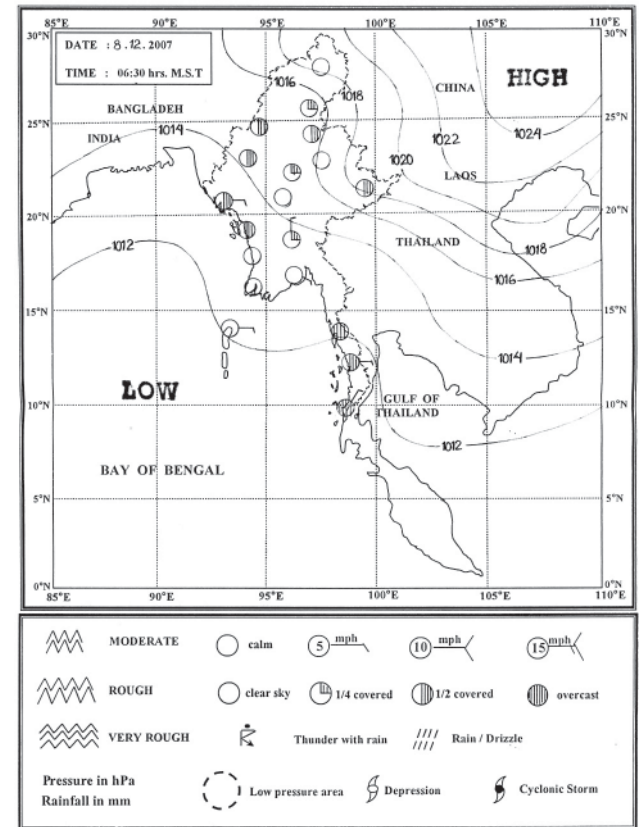 85°E 90°E 95°E 100°E 105°E 110°E
30°N 30°N
DATE : 8.12.2007
TIME : 06:30 hrs. M.S.T
HIGH
1016
1018
CHINA
BANGLADEH
25°N 25°N
1014
INDIA
1022
1024
1020
LAOS
20°N 20°N
1012
THAILAND
1018
1016
15°N 15°N
1014
LOW
10°N 10°N
GULF OF
THAILAND
1012
BAY OF BENGAL
5°N 5°N
0°N 0°N
85°E 90°E 95°E 100°E 105°E 110°E
MODERATE calm 5 mph 10 mph 15 mph
ROUGH clear sky 1/4 covered 1/2 covered overcast
VERY ROUGH Thunder with rain Rain / Drizzle
Pressure in hPa
Rainfall in mm
Low pressure area Depression Cyclonic Storm